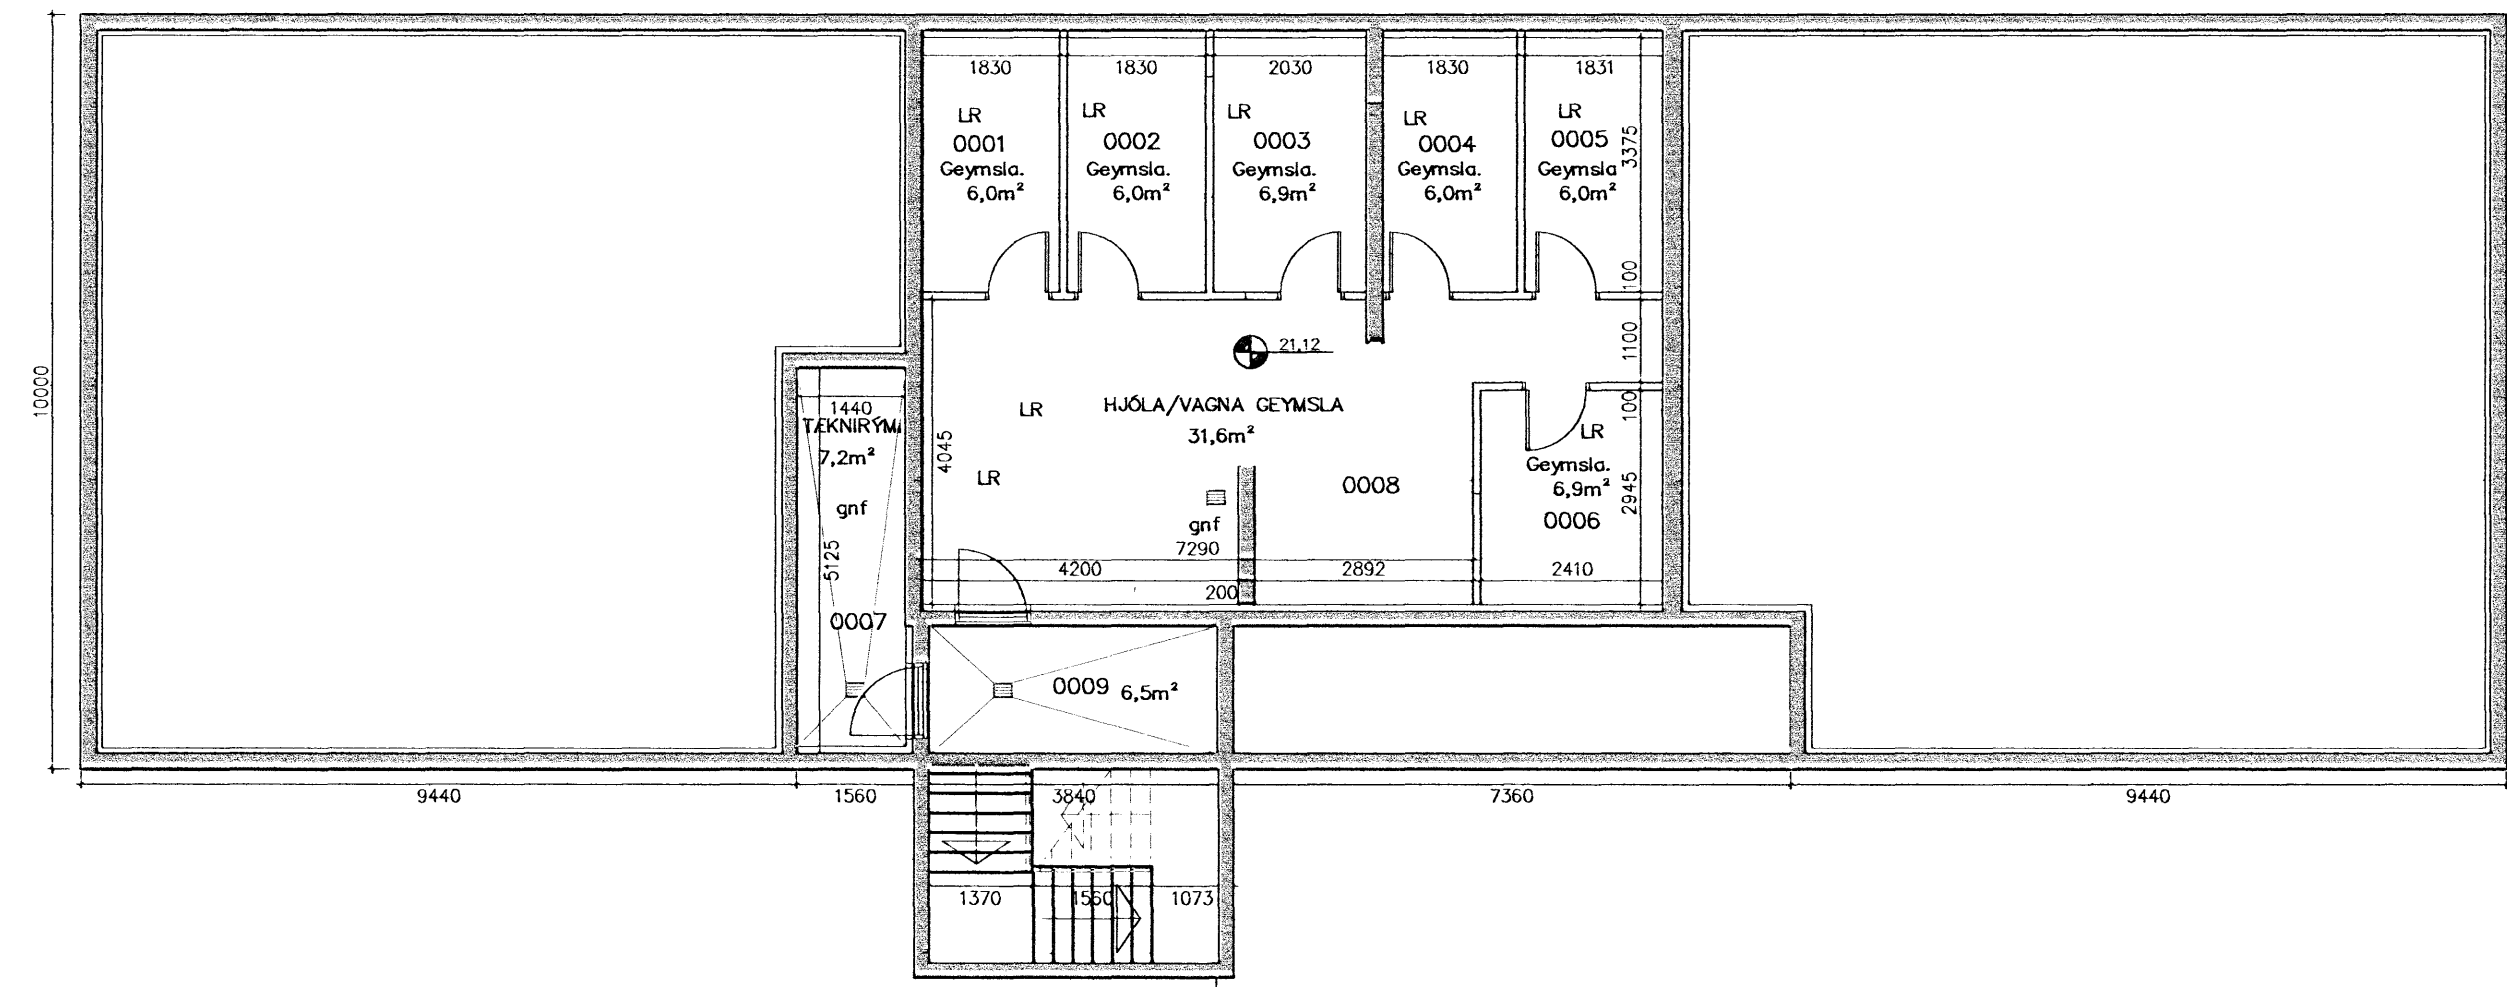 1830
1830
2030
1830
1831
LR
0001
Geymsla.
6,0m²
LR
0002
Geymsla.
6,0m²
LR
0003
Geymsla.
6,9m²
LR
0004
Geymsla.
6,0m²
LR
0005
Geymsla
6,0m²
3375
100
1100
100
2945
21,12
HJÓLA/VAGNA GEYMSLA
31,6m²
LR
LR
4045
0008
gnf
7290
4200
2892
2410
200
LR
Geymsla.
6,9m²
0006
10000
1440
TÆKNIRÝMI
7,2m²
gnf
5125
0007
0009 6,5m²
9440
1560
3840
7360
9440
1370
1560
1073